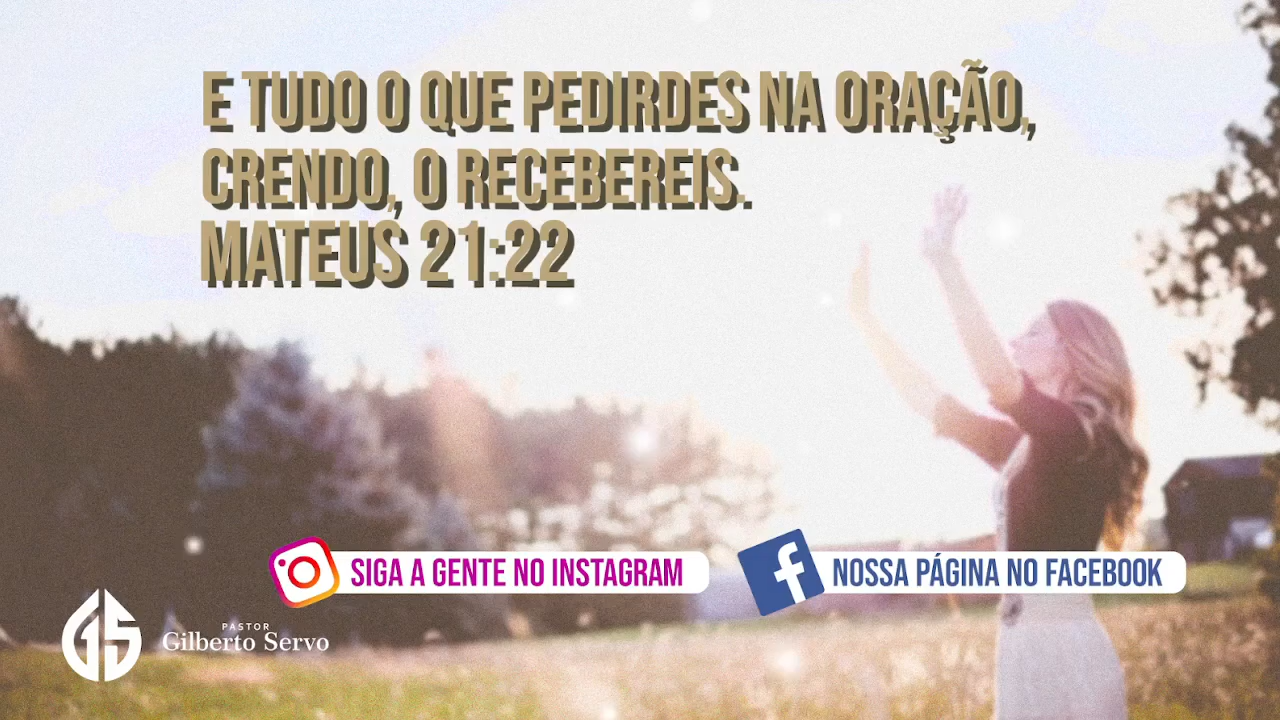 E TUDO O QUE PEDIRDES NA ORAÇÃO,
CRENDO, O RECEBEREIS.
MATEUS 21:22
SIGA A GENTE NO INSTAGRAM
NOSSA PÁGINA NO FACEBOOK
GS
PASTOR
Gilberto Servo